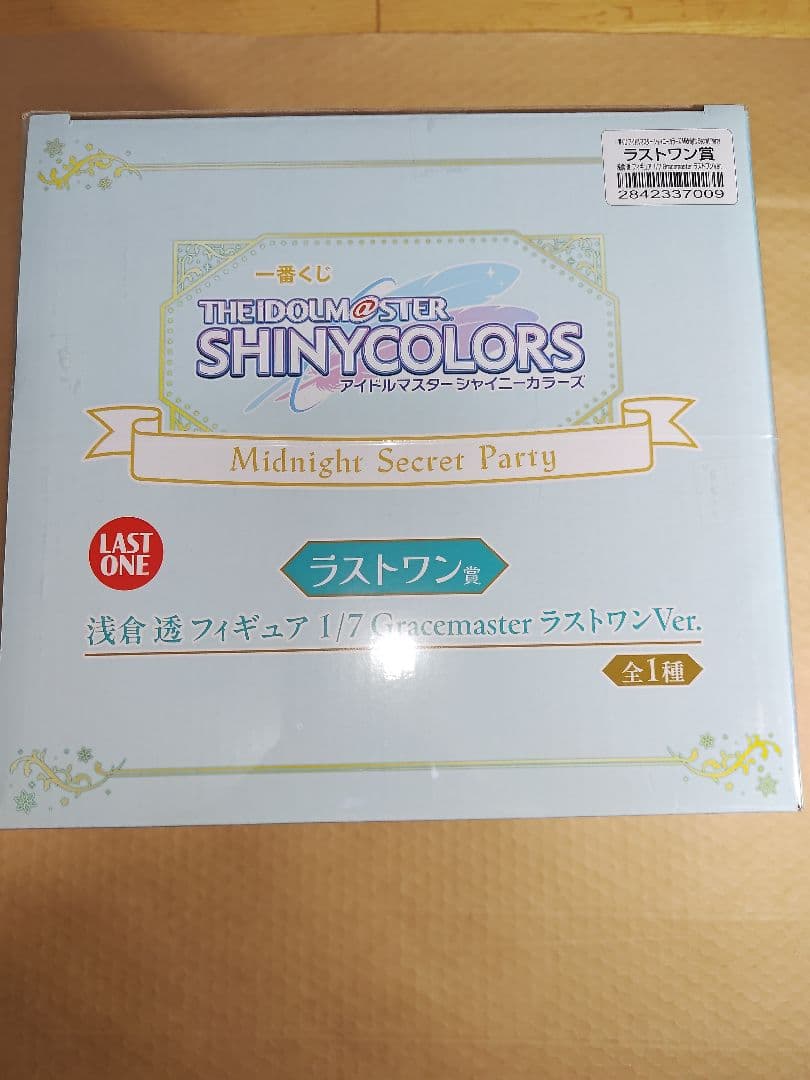 ラストワン賞
2842337009
一番くじ
THE IDOLM@STER
SHINYCOLORS
アイドルマスター シャイニーカラーズ
Midnight Secret Party
LAST
ONE
ラストワン賞
浅倉 透 フィギュア 1/7 Gracemaster ラストワンVer.
全1種